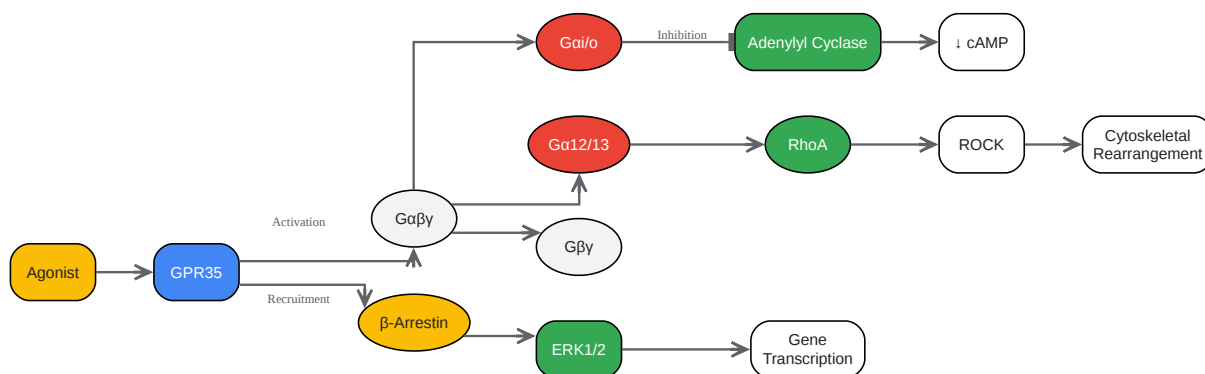 Gαi/o
Inhibition
Adenylyl Cyclase
↓ cAMP
Gα12/13
RhoA
ROCK
Cytoskeletal
Rearrangement
Gαβγ
Activation
Gβγ
Agonist
GPR35
Recruitment
β-Arrestin
ERK1/2
Gene
Transcription